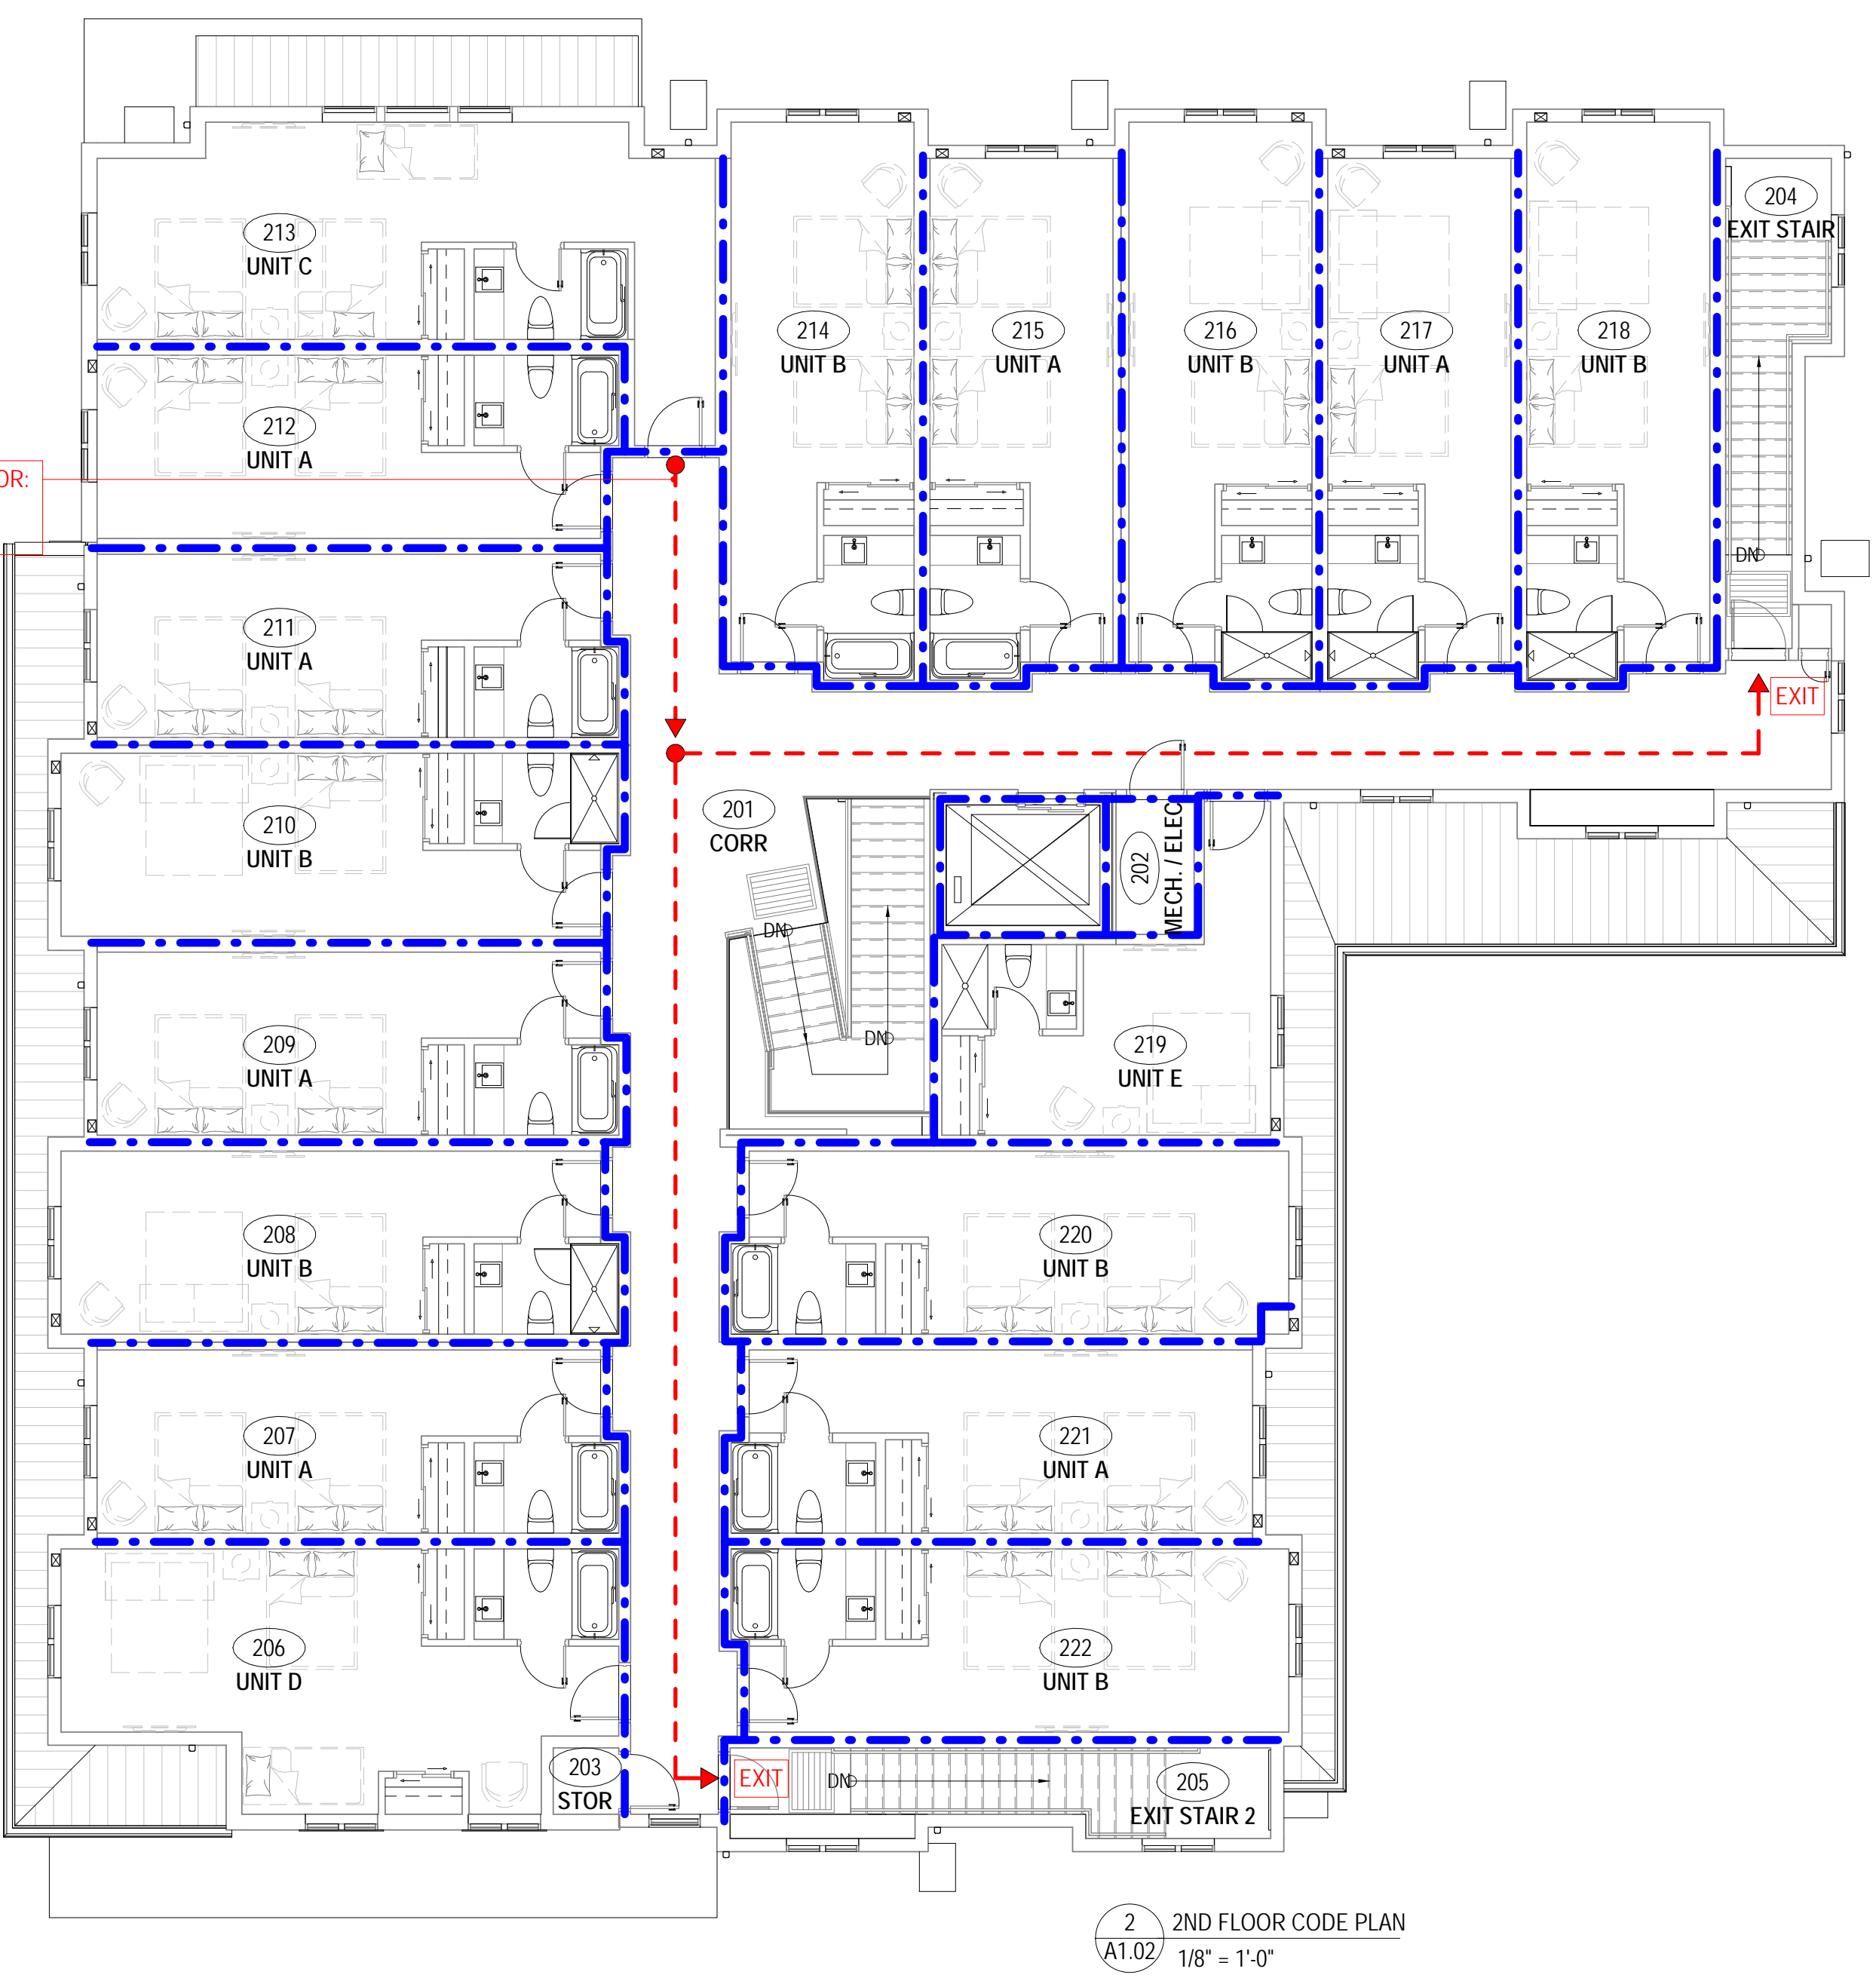 204
EXIT STAIR
213
UNIT C
214
UNIT B
215
UNIT A
216
UNIT B
217
UNIT A
218
UNIT B
212
UNIT A
OR:
DN
211
UNIT A
EXIT
201
CORR
202
MECH. / ELEC
210
UNIT B
DN
DN
209
UNIT A
219
UNIT E
208
UNIT B
220
UNIT B
207
UNIT A
221
UNIT A
206
UNIT D
222
UNIT B
203
STOR
EXIT
DN
205
EXIT STAIR 2
2
A1.02
2ND FLOOR CODE PLAN
1/8" = 1'-0"